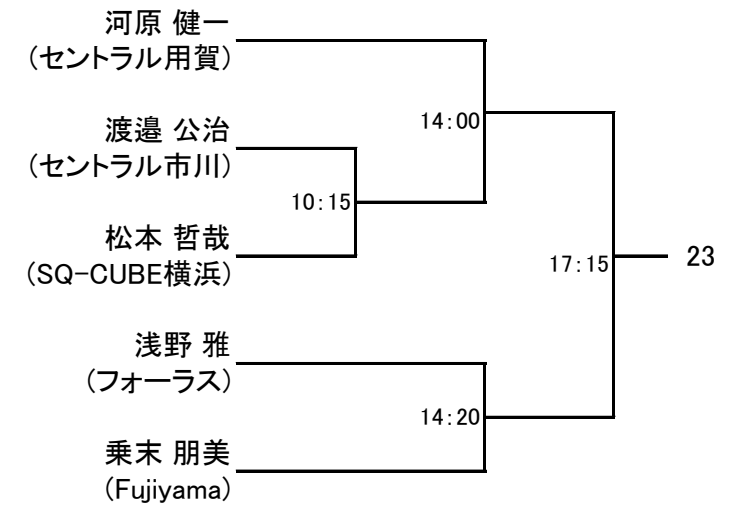 河原 健一
(セントラル用賀)
14:00
渡邉 公治
(セントラル市川)
10:15
松本 哲哉
(SQ-CUBE横浜)
17:15
23
浅野 雅
(フォーラス)
14:20
乗末 朋美
(Fujiyama)